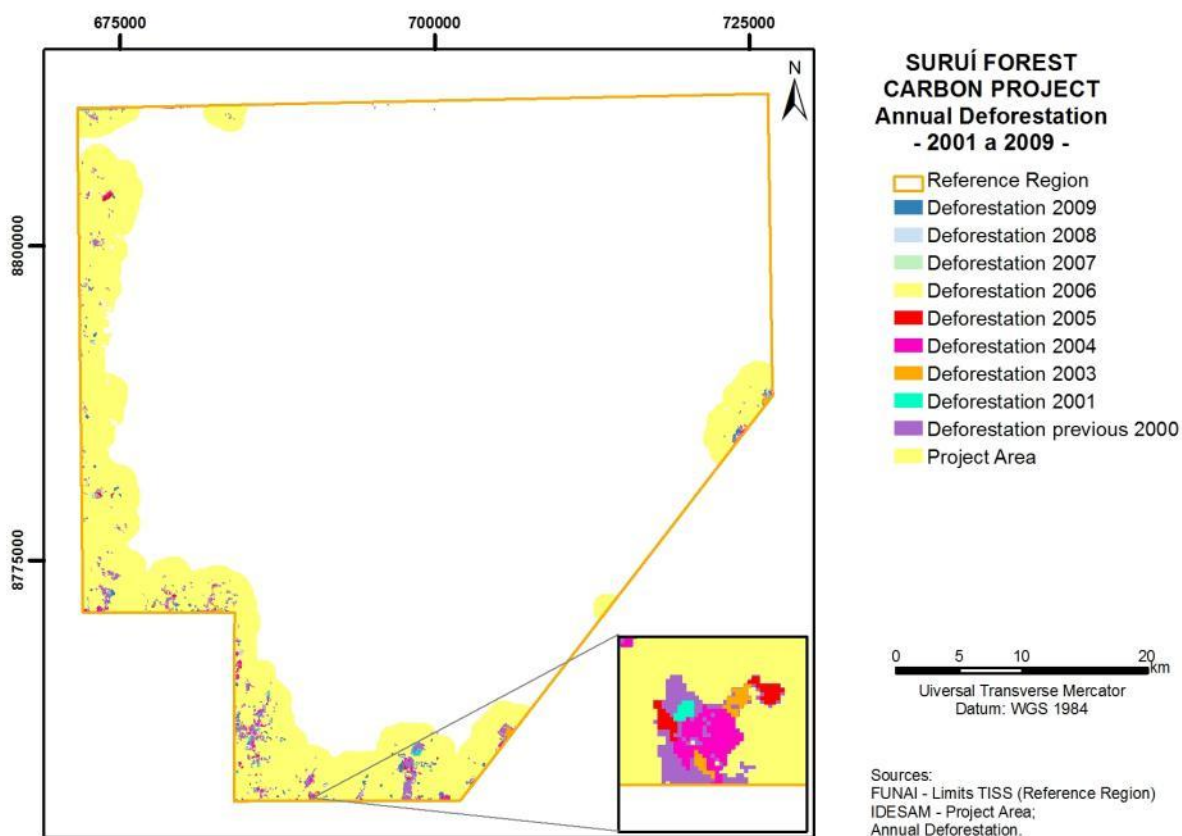 675000
700000
725000
8800000
8775000
N
SURUÍ FOREST
CARBON PROJECT
Annual Deforestation
- 2001 a 2009 -
Reference Region
Deforestation 2009
Deforestation 2008
Deforestation 2007
Deforestation 2006
Deforestation 2005
Deforestation 2004
Deforestation 2003
Deforestation 2001
Deforestation previous 2000
Project Area
0 5 10 20
km
Uiversal Transverse Mercator
Datum: WGS 1984
Sources:
FUNAI - Limits TISS (Reference Region)
IDESAM - Project Area;
Annual Deforestation.